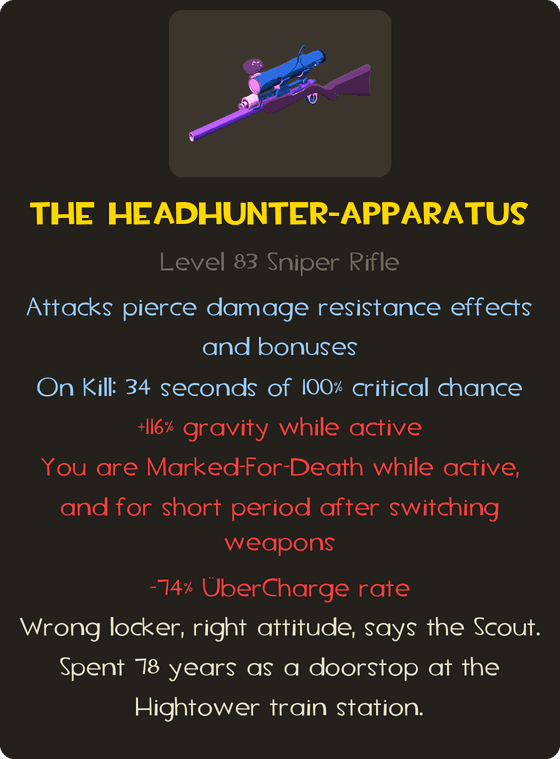 THE HEADHUNTER-APPARATUS
Level 83 Sniper Rifle
Attacks pierce damage resistance effects
and bonuses
On Kill: 34 seconds of 100% critical chance
+116% gravity while active
You are Marked-For-Death while active,
and for short period after switching
weapons
-74% ÜberCharge rate
Wrong locker, right attitude, says the Scout.
Spent 78 years as a doorstop at the
Hightower train station.